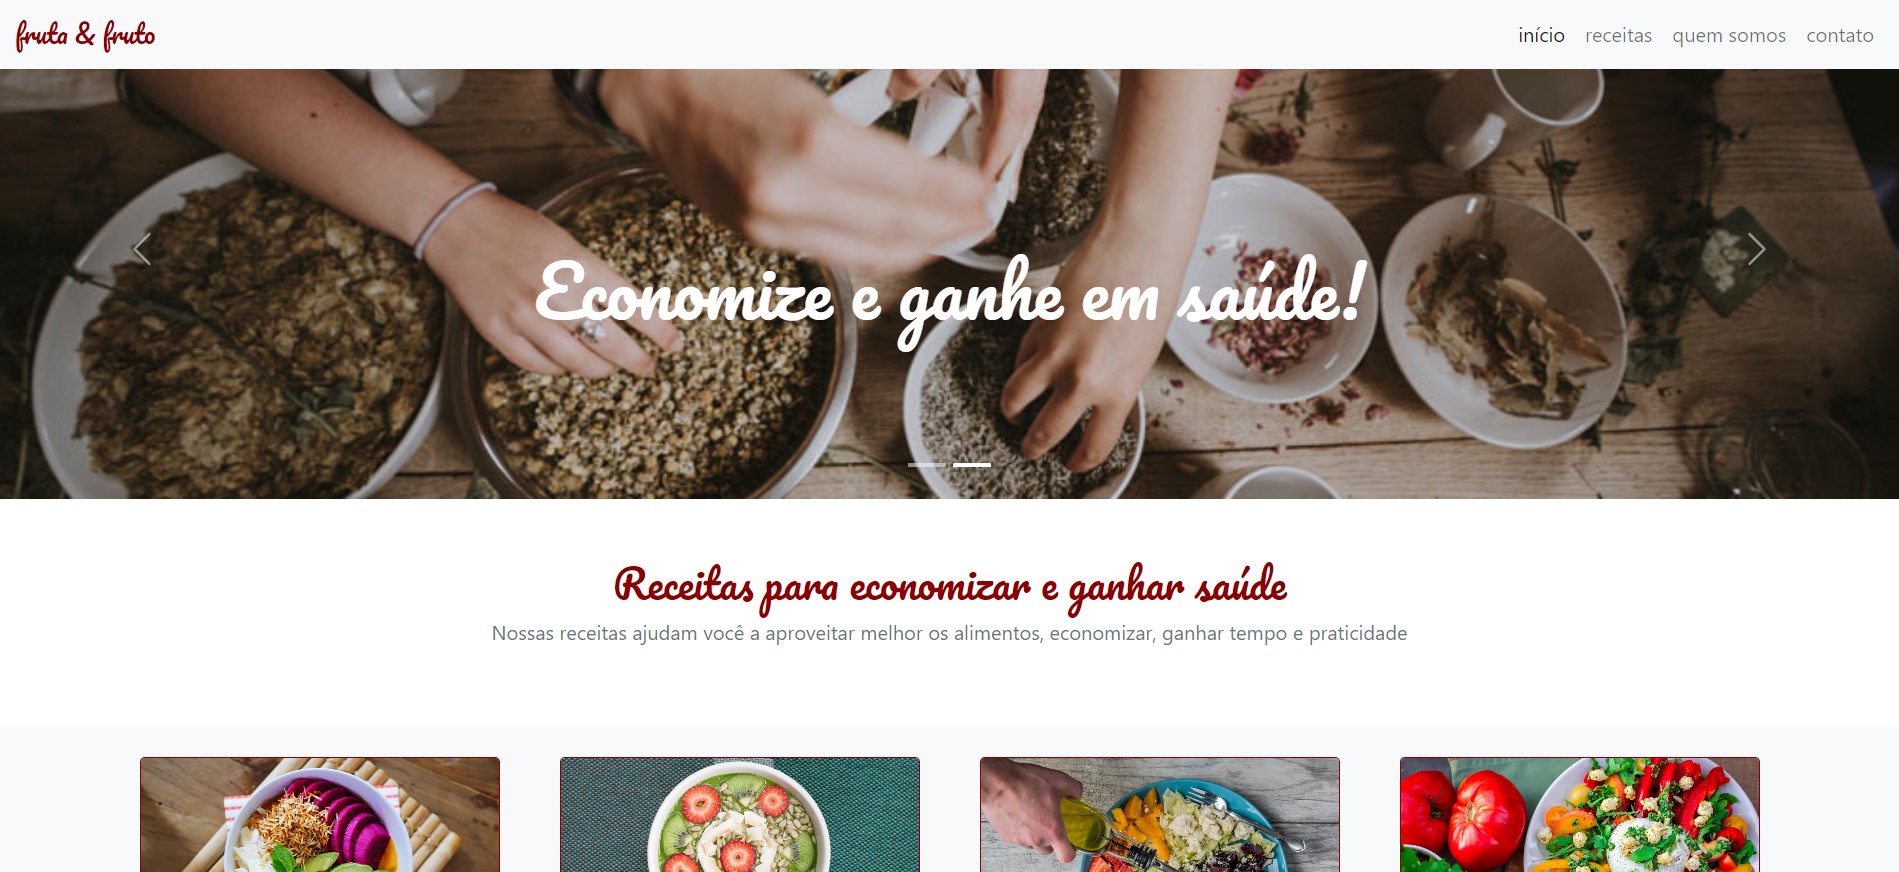 fruta & fruto
início receitas quem somos contato
Economize e ganhe em saúde!
Receitas para economizar e ganhar saúde
Nossas receitas ajudam você a aproveitar melhor os alimentos, economizar, ganhar tempo e praticidade